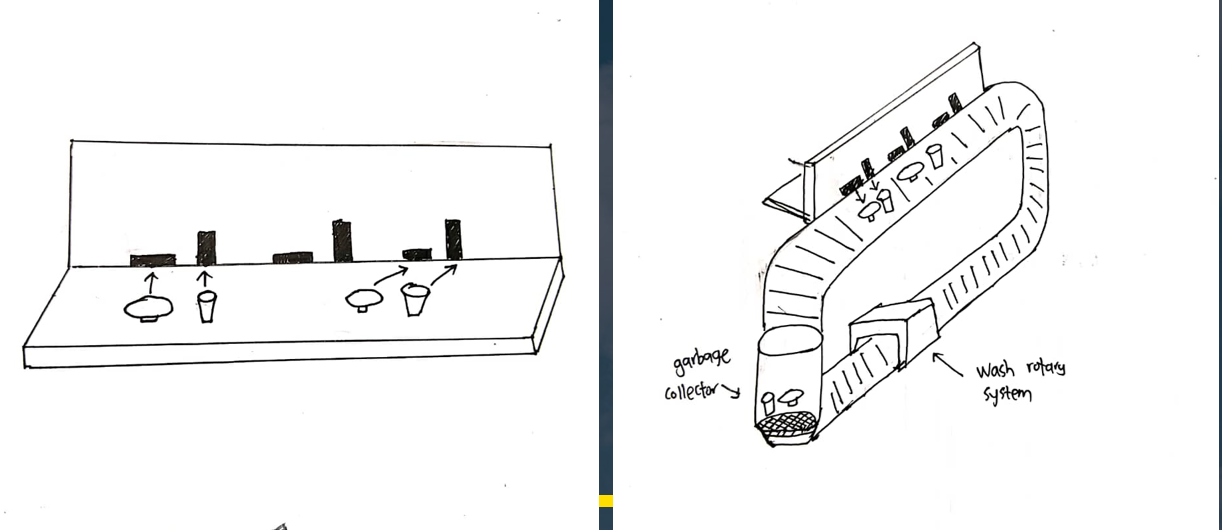 garbage
collector
wash rotary
system